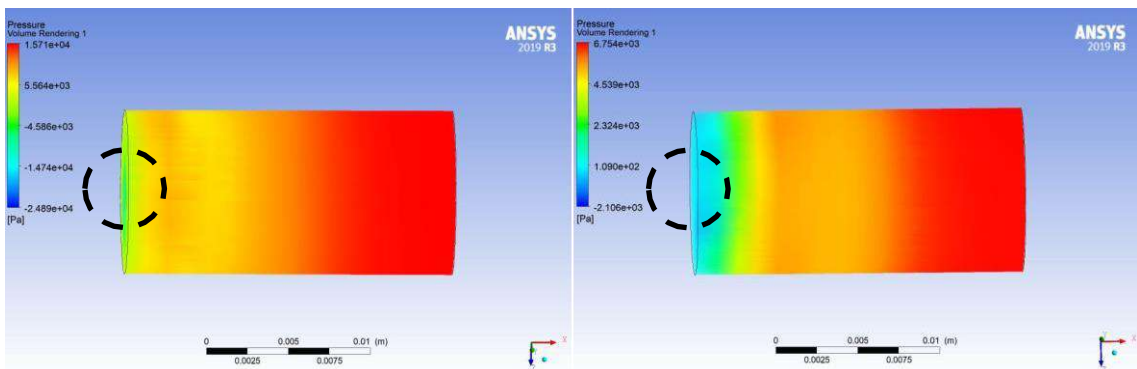 Pressure
Volume Rendering 1
1.571e+04
5.564e+03
-4.586e+03
-1.474e+04
-2.489e+04
[Pa]
ANSYS
2019 R3
0 0.005 0.01 (m)
0.0025 0.0075
X
Pressure
Volume Rendering 1
6.754e+03
4.539e+03
2.324e+03
1.090e+02
-2.106e+03
[Pa]
ANSYS
2019 R3
0 0.005 0.01 (m)
0.0025 0.0075
X